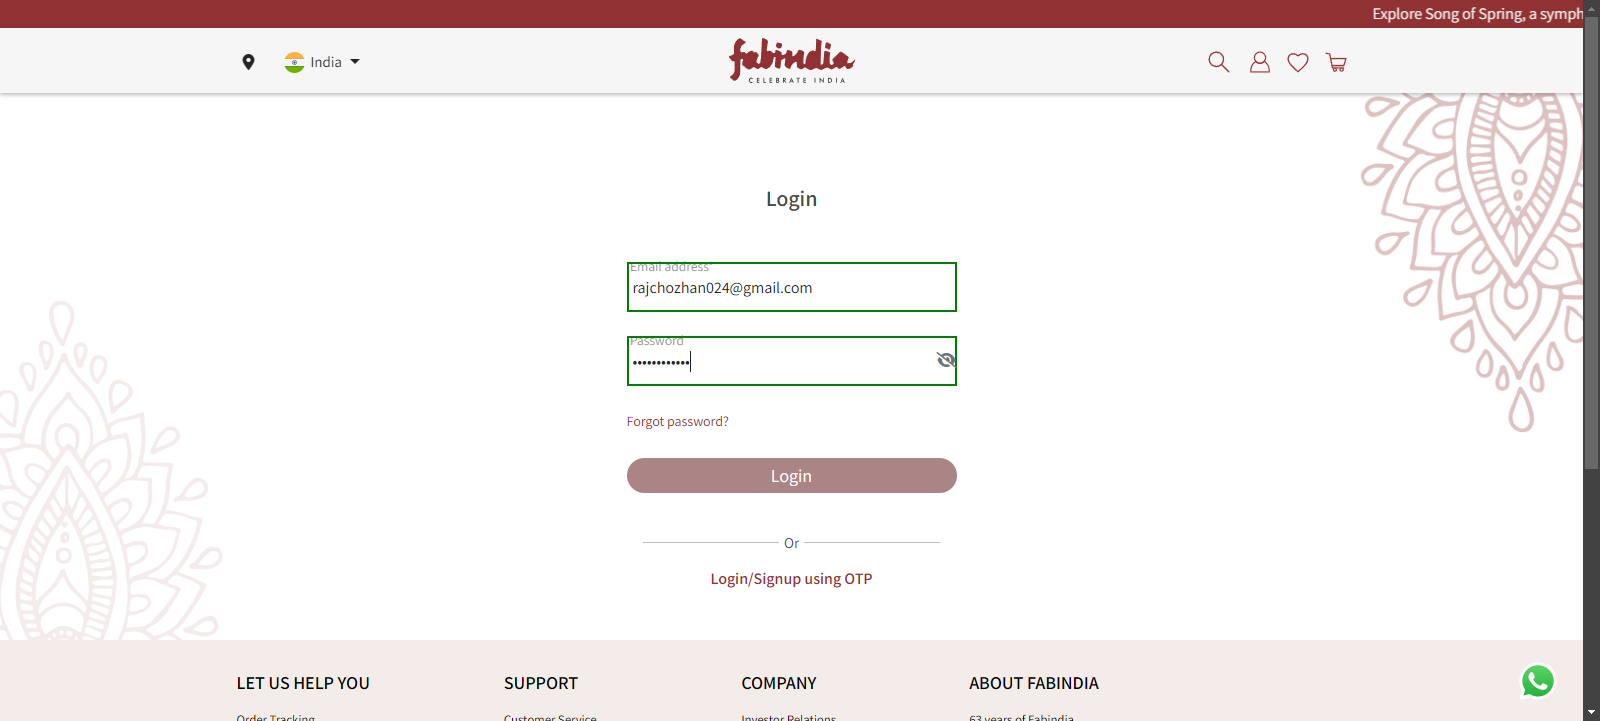 Explore Song of Spring, a symph
India
fabindia
CELEBRATE INDIA
Login
Email address*
rajchozhan024@gmail.com
Password
••••••••••••
Forgot password?
Login
Or
Login/Signup using OTP
LET US HELP YOU
SUPPORT
COMPANY
ABOUT FABINDIA
Order Tracking
Customer Service
Investor Relations
63 years of Fabindia